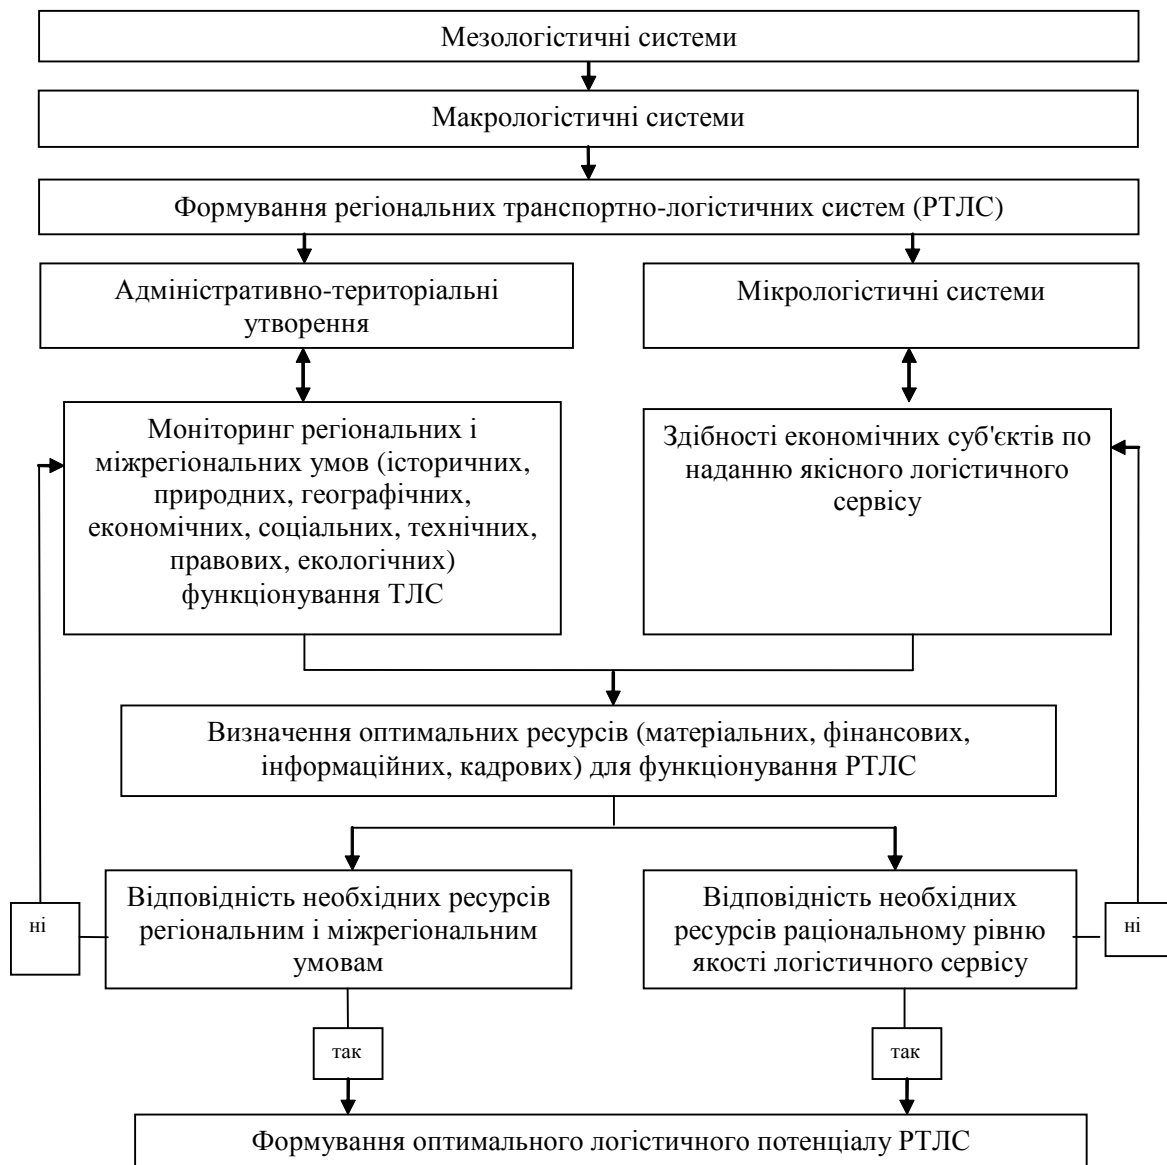 Мезологістичні системи
Макрологістичні системи
Формування регіональних транспортно-логістичних систем (РТЛС)
Адміністративно-територіальні
утворення
Мікрологістичні системи
Моніторинг регіональних і
міжрегіональних умов (історичних,
природних, географічних,
економічних, соціальних, технічних,
правових, екологічних)
функціонування ТЛС
Здібності економічних суб'єктів по
наданню якісного логістичного
сервісу
Визначення оптимальних ресурсів (матеріальних, фінансових,
інформаційних, кадрових) для функціонування РТЛС
ні
Відповідність необхідних ресурсів
регіональним і міжрегіональним
умовам
Відповідність необхідних
ресурсів раціональному рівню
якості логістичного сервісу
ні
так
так
Формування оптимального логістичного потенціалу РТЛС